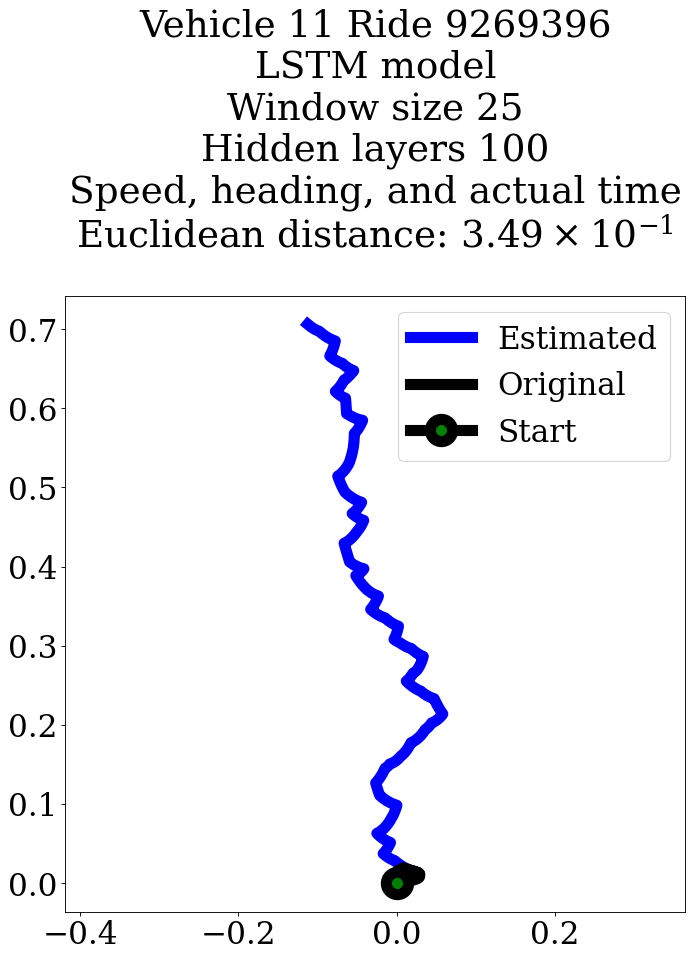 Vehicle 11 Ride 9269396
LSTM model
Window size 25
Hidden layers 100
Speed, heading, and actual time
Euclidean distance: 3.49 × 10⁻¹
Estimated
Original
Start
0.7
0.6
0.5
0.4
0.3
0.2
0.1
0.0
−0.4 −0.2 0.0 0.2